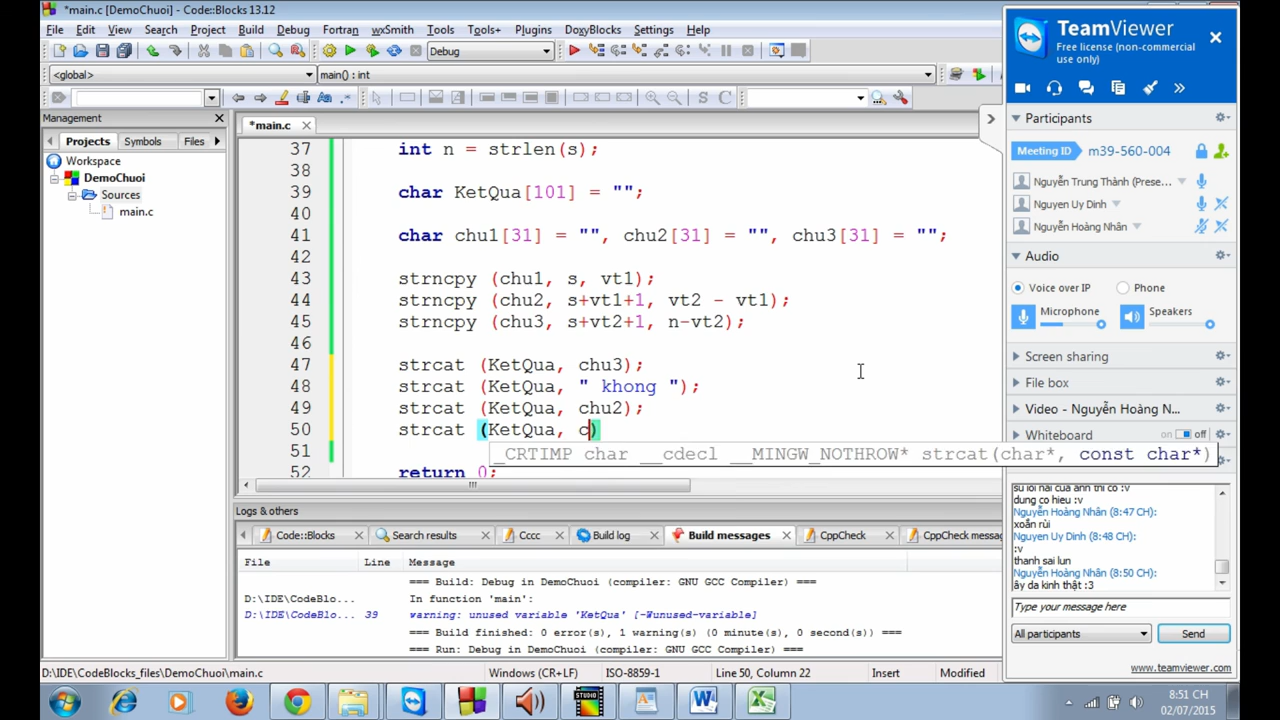 *main.c [DemoChuoi] - Code::Blocks 13.12
File Edit View Search Project Build Debug Fortran wxSmith Tools Tools+ Plugins DoxyBlocks Settings Help
Debug
<global> main() : int
Management
Projects Symbols Files
Workspace
DemoChuoi
Sources
main.c
*main.c
37 int n = strlen(s);
38
39 char KetQua[101] = "";
40
41 char chu1[31] = "", chu2[31] = "", chu3[31] = "";
42
43 strncpy (chu1, s, vt1);
44 strncpy (chu2, s+vt1+1, vt2 - vt1);
45 strncpy (chu3, s+vt2+1, n-vt2);
46
47 strcat (KetQua, chu3);
48 strcat (KetQua, " khong ");
49 strcat (KetQua, chu2);
50 strcat (KetQua, c)
_CRTIMP char __cdecl __MINGW_NOTHROW* strcat(char*, const char*)
51
52 return 0;
Logs & others
Code::Blocks Search results Cccc Build log Build messages CppCheck CppCheck messag
File Line Message
=== Build: Debug in DemoChuoi (compiler: GNU GCC Compiler) ===
D:\IDE\CodeBlo... In function 'main':
D:\IDE\CodeBlo... 39 warning: unused variable 'KetQua' [-Wunused-variable]
=== Build finished: 0 error(s), 1 warning(s) (0 minute(s), 0 second(s)) ===
=== Run: Debug in DemoChuoi (compiler: GNU GCC Compiler) ===
D:\IDE\CodeBlocks_files\DemoChuoi\main.c Windows (CR+LF) ISO-8859-1 Line 50, Column 22 Insert Modified
TeamViewer
Free license (non-commercial
use only)
Participants
Meeting ID m39-560-004
Nguyễn Trung Thành (Prese...
Nguyen Uy Dinh
Nguyễn Hoàng Nhân
Audio
Voice over IP Phone
Microphone Speakers
Screen sharing
File box
Video - Nguyễn Hoàng N...
Whiteboard on off
su loi nai cua anh thi co :v
dung co hieu :v
Nguyễn Hoàng Nhân (8:47 CH):
xoắn rùi
Nguyen Uy Dinh (8:48 CH):
:v
thanh sai lun
Nguyễn Hoàng Nhân (8:50 CH):
ây da kinh thật :3
Type your message here
All participants Send
www.teamviewer.com
STUDIO
8:51 CH
02/07/2015